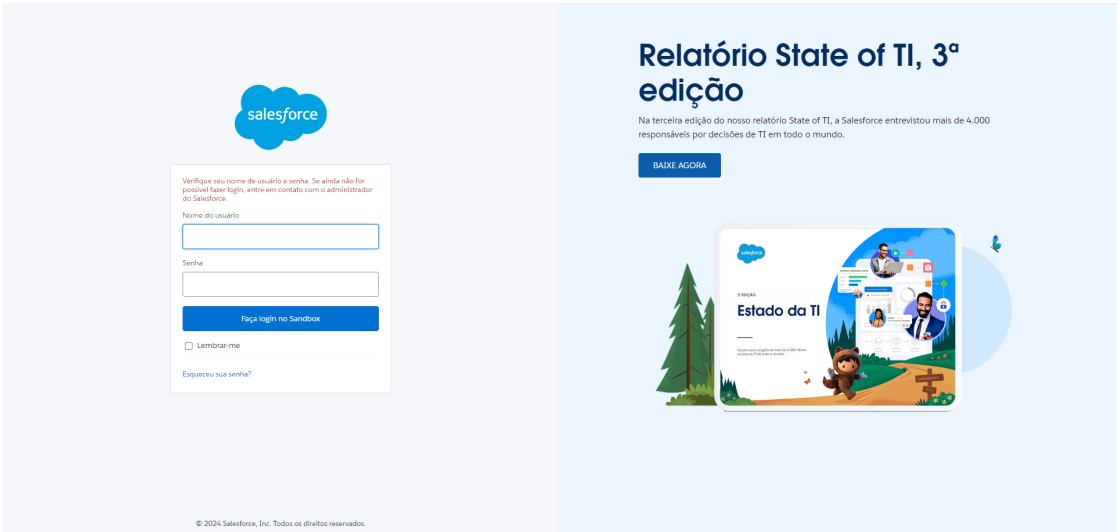 salesforce
Verifique seu nome de usuário e senha. Se ainda não for
possível fazer login, entre em contato com o administrador
do Salesforce.
Nome do usuário
Senha
Faça login no Sandbox
Lembrar-me
Esqueceu sua senha?
© 2024 Salesforce, Inc. Todos os direitos reservados.
Relatório State of TI, 3ª
edição
Na terceira edição do nosso relatório State of TI, a Salesforce entrevistou mais de 4.000
responsáveis por decisões de TI em todo o mundo.
BAIXE AGORA
salesforce
3ª EDIÇÃO
Estado da TI